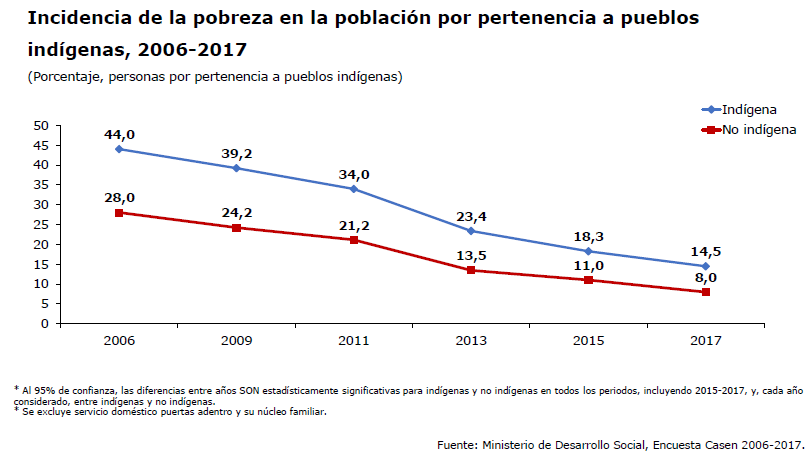 Incidencia de la pobreza en la población por pertenencia a pueblos
indígenas, 2006-2017
(Porcentaje, personas por pertenencia a pueblos indígenas)
Indígena
No indígena
50
45
40
35
30
25
20
15
10
5
0
44,0
39,2
34,0
23,4
18,3
14,5
28,0
24,2
21,2
13,5
11,0
8,0
2006 2009 2011 2013 2015 2017
* Al 95% de confianza, las diferencias entre años SON estadísticamente significativas para indígenas y no indígenas en todos los periodos, incluyendo 2015-2017, y, cada año
considerado, entre indígenas y no indígenas.
* Se excluye servicio doméstico puertas adentro y su núcleo familiar.
Fuente: Ministerio de Desarrollo Social, Encuesta Casen 2006-2017.